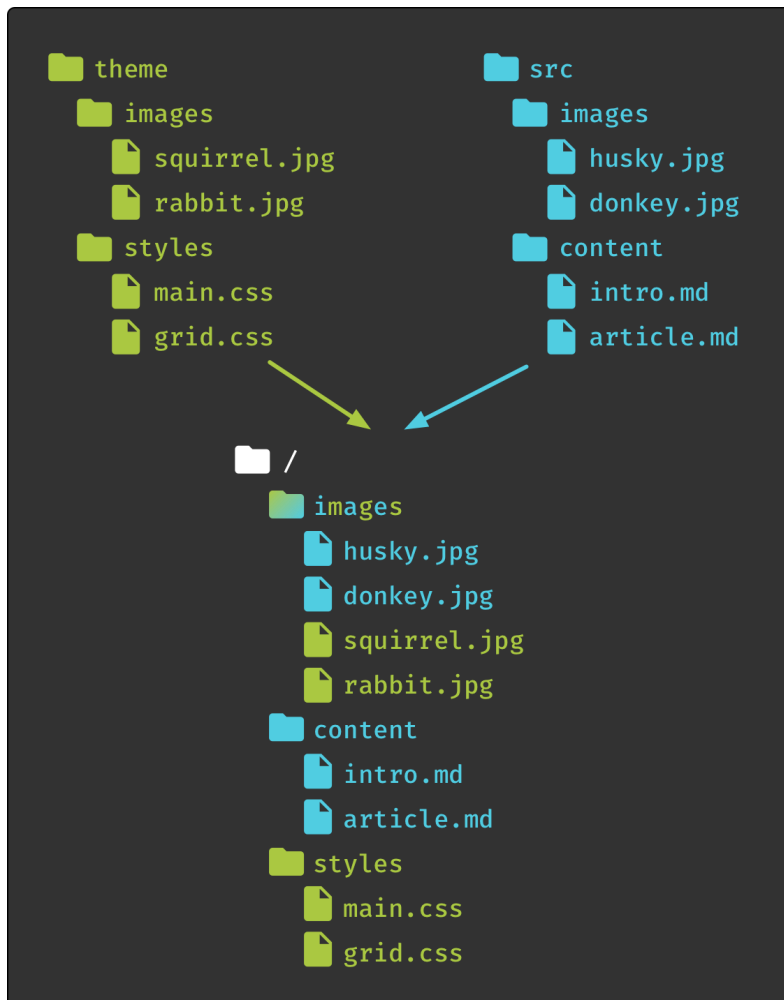 theme
images
squirrel.jpg
rabbit.jpg
styles
main.css
grid.css
src
images
husky.jpg
donkey.jpg
content
intro.md
article.md
/
images
husky.jpg
donkey.jpg
squirrel.jpg
rabbit.jpg
content
intro.md
article.md
styles
main.css
grid.css